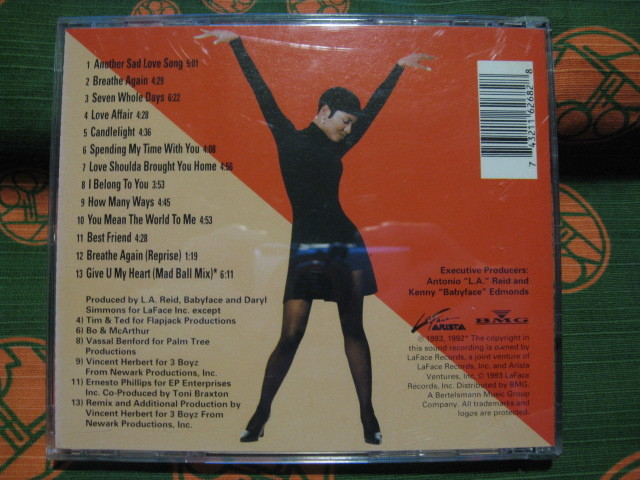 1 Another Sad Love Song 5:01
2 Breathe Again 4:29
3 Seven Whole Days 6:22
4 Love Affair 4:28
5 Candlelight 4:36
6 Spending My Time With You 4:08
7 Love Shoulda Brought You Home 4:56
8 I Belong To You 3:53
9 How Many Ways 4:45
10 You Mean The World To Me 4:53
11 Best Friend 4:28
12 Breathe Again (Reprise) 1:19
13 Give U My Heart (Mad Ball Mix)* 6:11
Produced by L.A. Reid, Babyface and Daryl
Simmons for LaFace Inc. except
4) Tim & Ted for Flapjack Productions
6) Bo & McArthur
8) Vassal Benford for Palm Tree
Productions
9) Vincent Herbert for 3 Boyz
From Newark Productions, Inc.
11) Ernesto Phillips for EP Enterprises
Inc. Co-Produced by Toni Braxton
13) Remix and Additional Production by
Vincent Herbert for 3 Boyz From
Newark Productions, Inc.
7 43211 62682 8
Executive Producers:
Antonio "L.A." Reid and
Kenny "Babyface" Edmonds
LaFace
ARISTA
BMG
℗ 1993, 1992* The copyright in
this sound recording is owned by
LaFace Records, a joint venture of
LaFace Records, Inc. and Arista
Ventures, Inc. © 1993 LaFace
Records, Inc. Distributed by BMG.
A Bertelsmann Music Group
Company. All trademarks and
logos are protected.